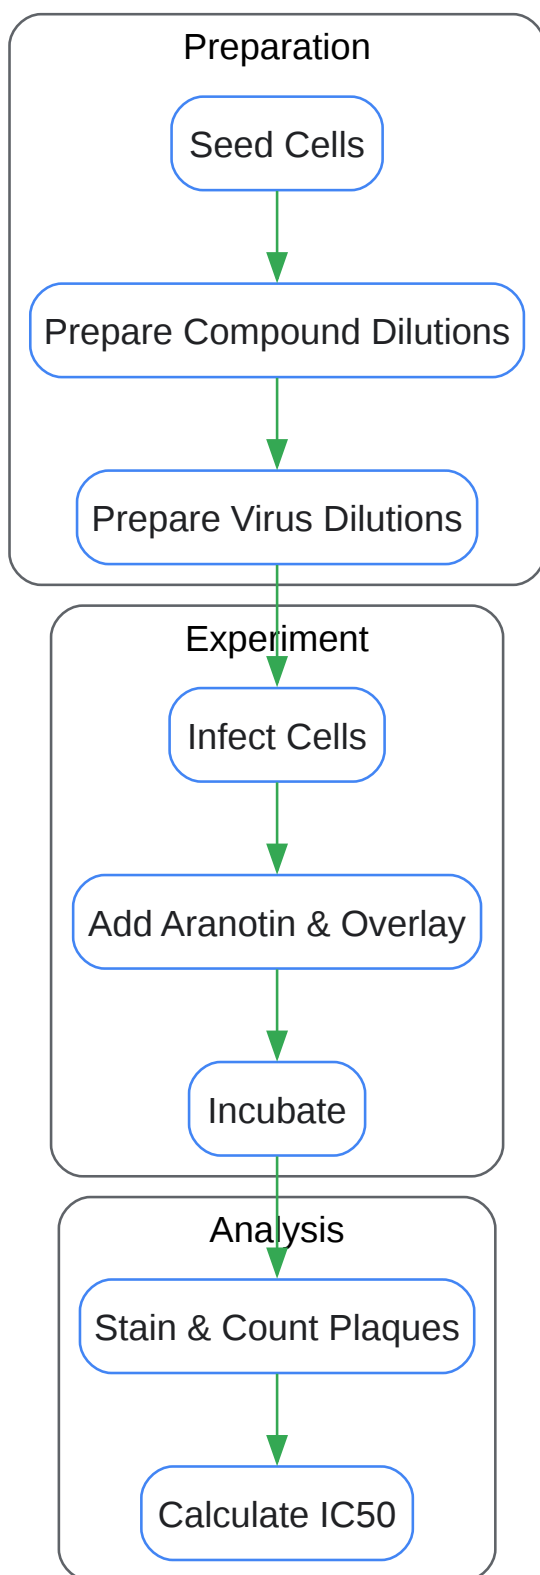 Preparation
Seed Cells
Prepare Compound Dilutions
Prepare Virus Dilutions
Experiment
Infect Cells
Add Aranotin & Overlay
Incubate
Analysis
Stain & Count Plaques
Calculate IC50